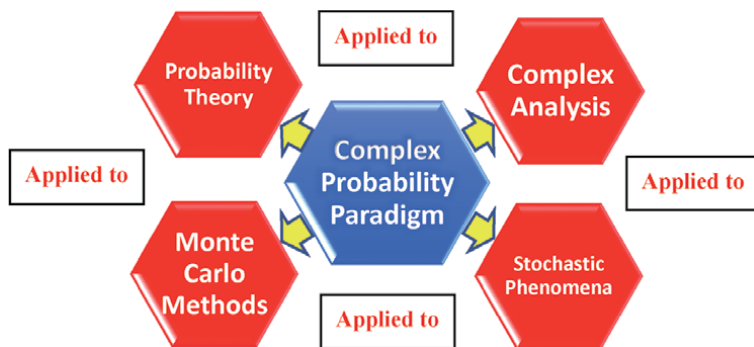 Applied to
Probability
Theory
Complex
Analysis
Complex
Probability
Paradigm
Applied to
Applied to
Monte
Carlo
Methods
Stochastic
Phenomena
Applied to